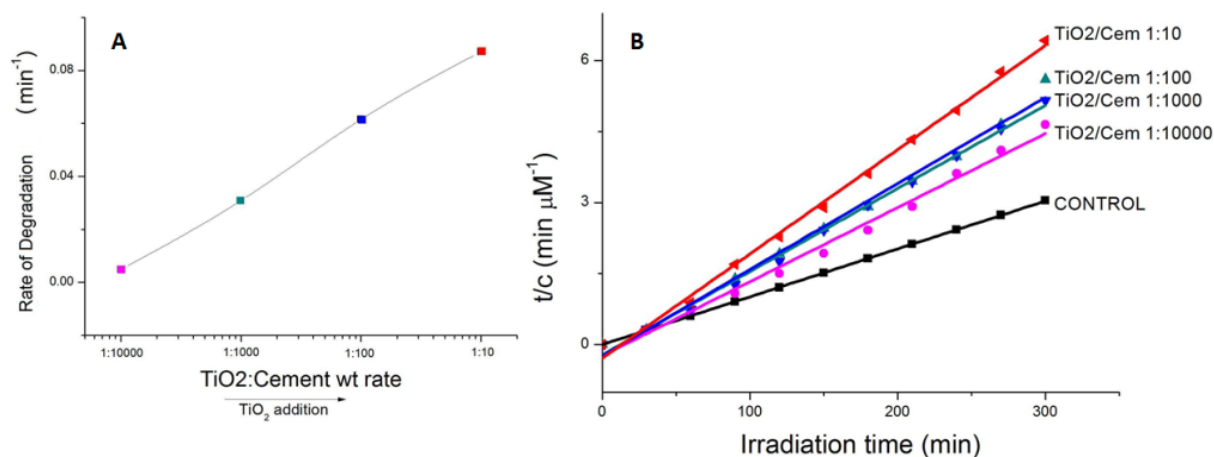 A
Rate of Degradation (min⁻¹)
0.08
0.04
0.00
1:10000 1:1000 1:100 1:10
TiO2:Cement wt rate
TiO₂ addition
B
t/c (min μM⁻¹)
6
3
0
0 100 200 300
Irradiation time (min)
TiO2/Cem 1:10
TiO2/Cem 1:100
TiO2/Cem 1:1000
TiO2/Cem 1:10000
CONTROL